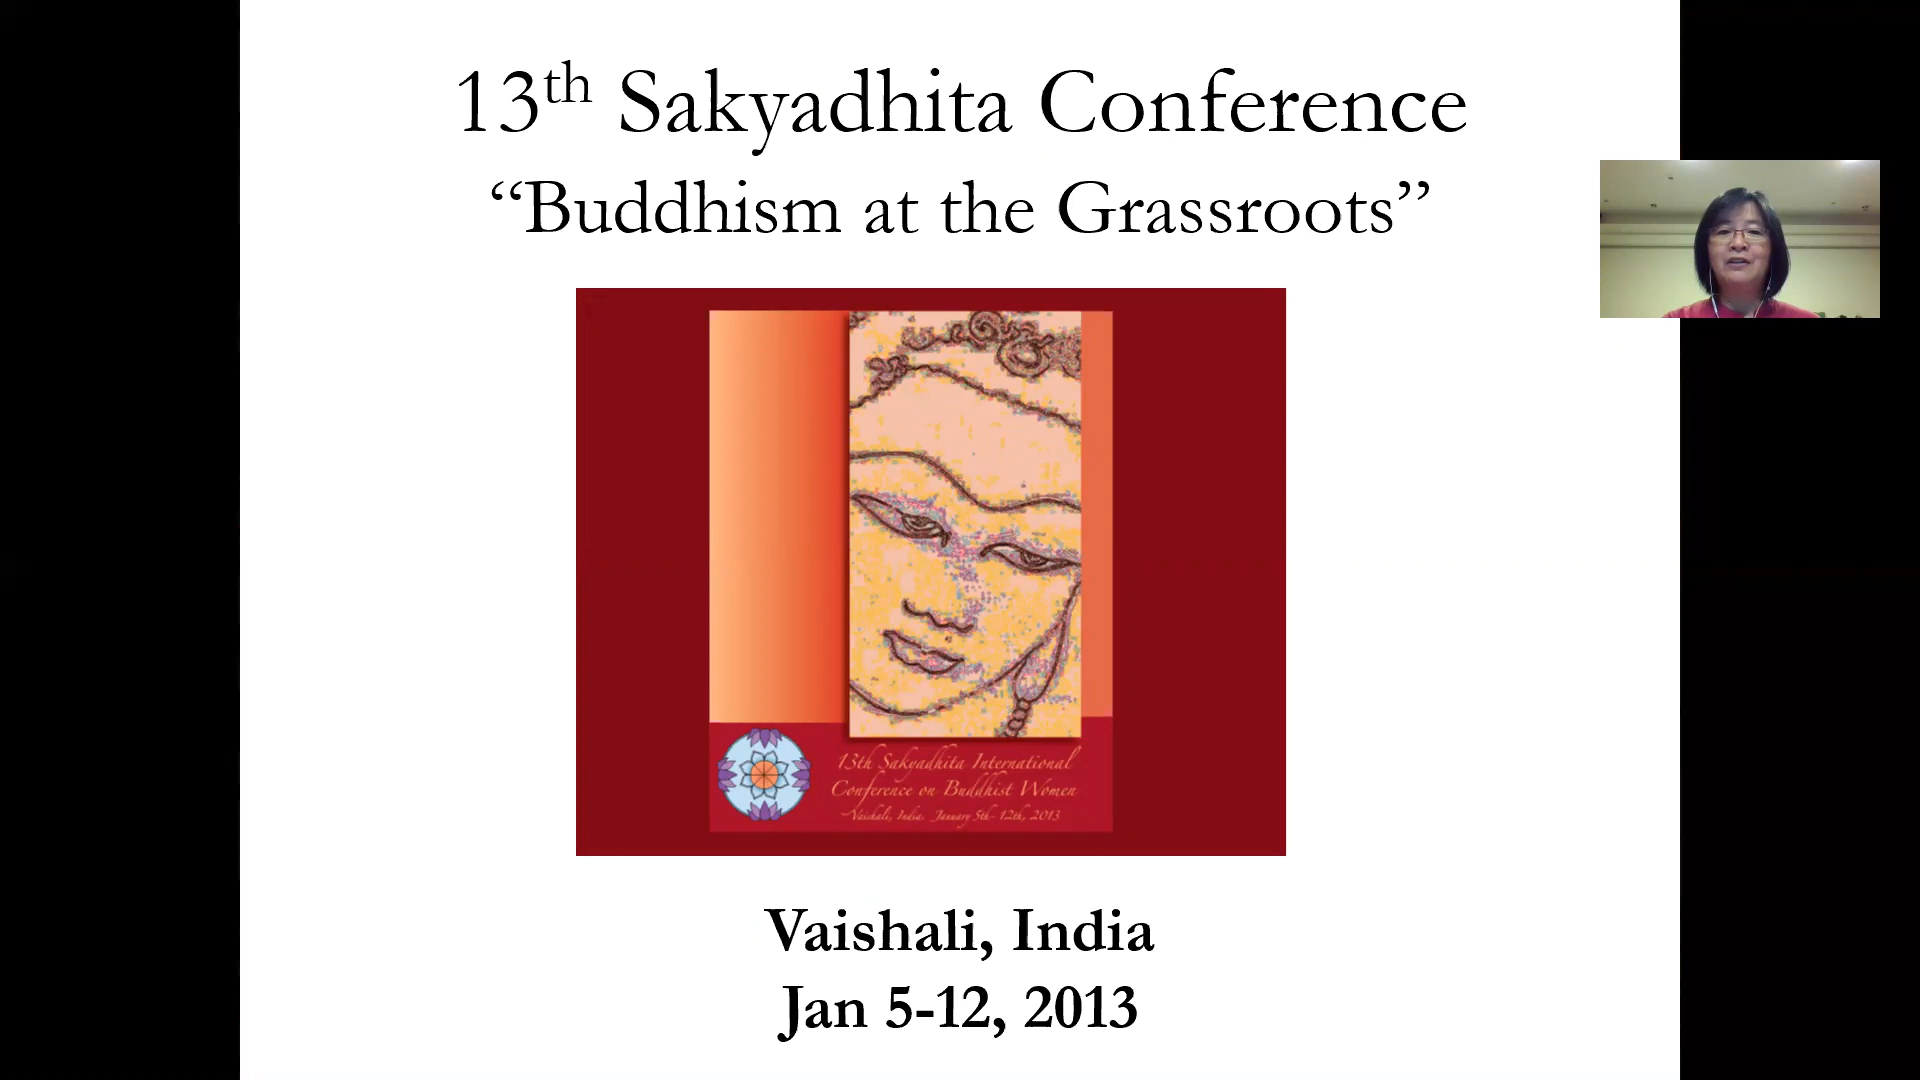 13th Sakyadhita Conference
“Buddhism at the Grassroots”
13th Sakyadhita International
Conference on Buddhist Women
Vaishali, India. January 5th- 12th, 2013
Vaishali, India
Jan 5-12, 2013